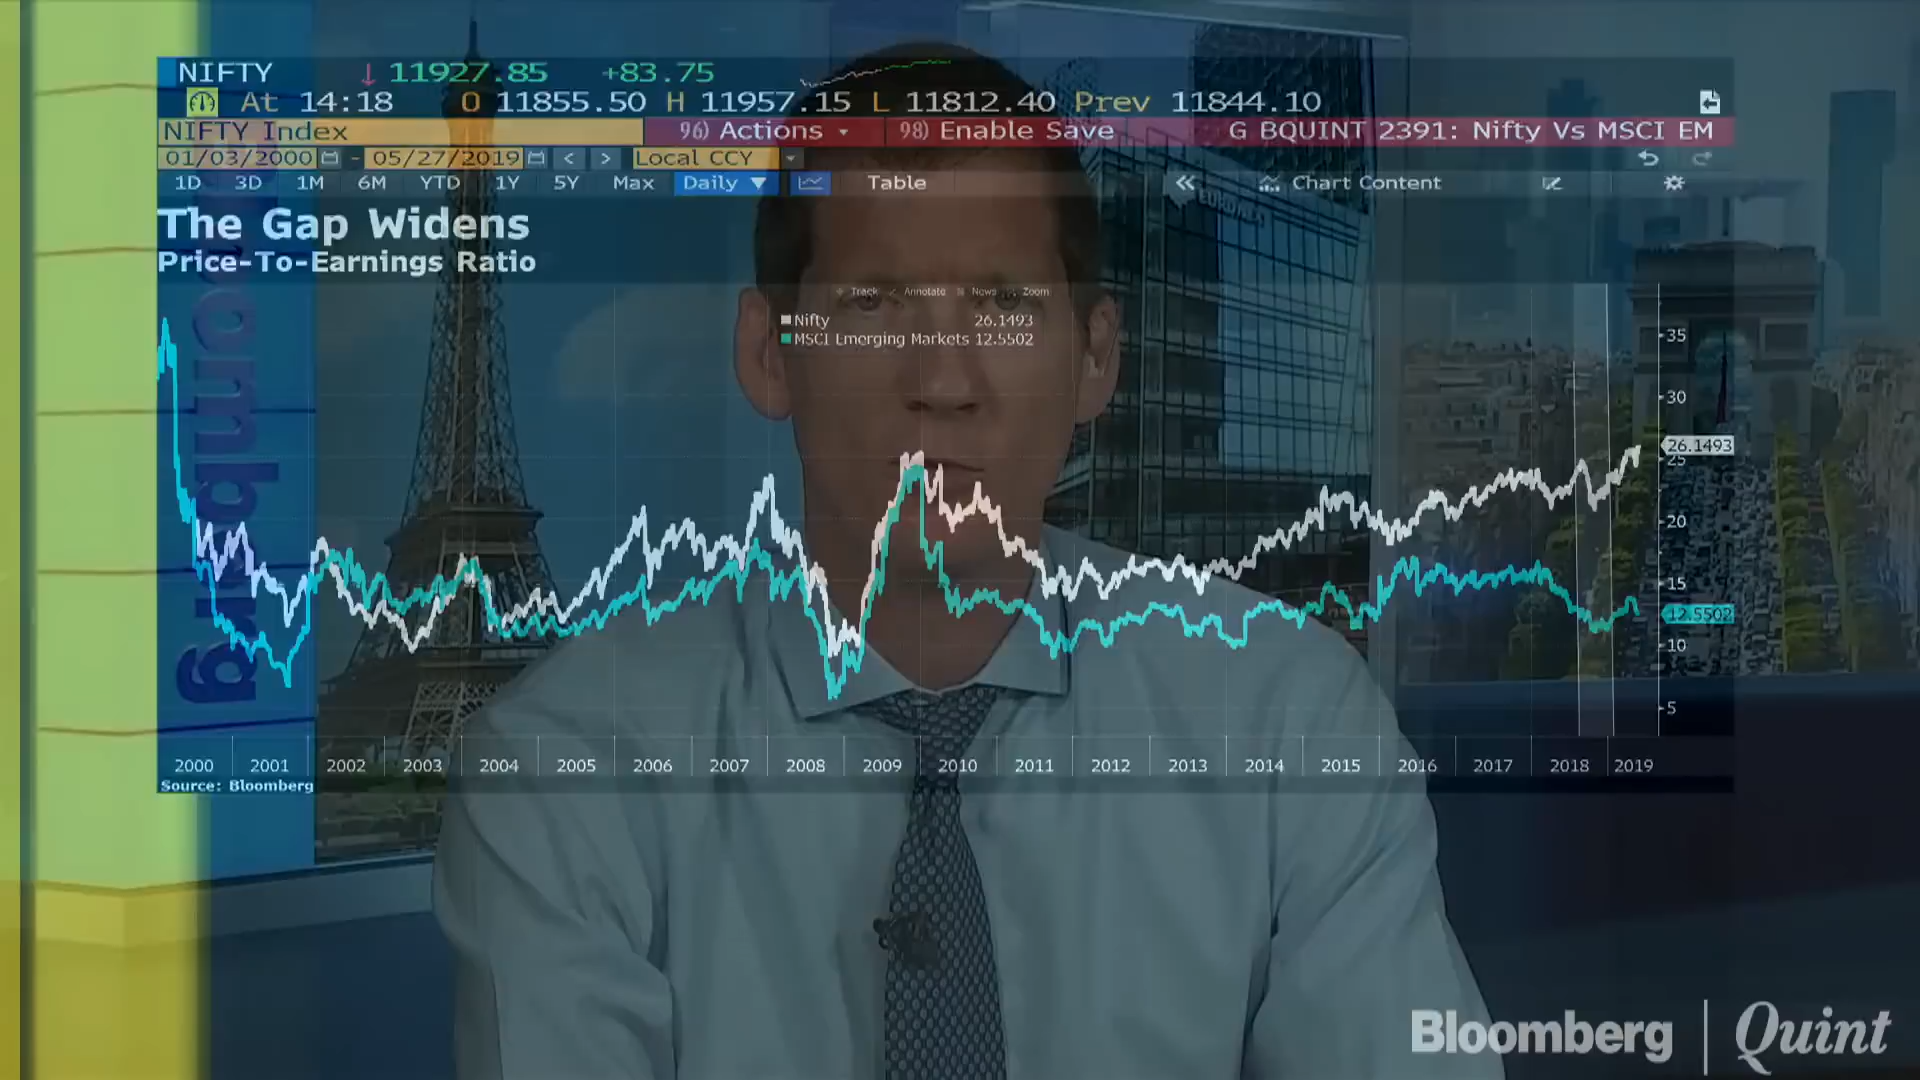 NIFTY ↓ 11927.85 +83.75
At 14:18 O 11855.50 H 11957.15 L 11812.40 Prev 11844.10
NIFTY Index 96) Actions 98) Enable Save G BQUINT 2391: Nifty Vs MSCI EM
01/03/2000 - 05/27/2019 < > Local CCY
1D 3D 1M 6M YTD 1Y 5Y Max Daily ▼ Table « Chart Content
The Gap Widens
Price-To-Earnings Ratio
Track Annotate News Zoom
Nifty 26.1493
MSCI Emerging Markets 12.5502
35
30
26.1493
25
20
15
12.5502
10
5
2000 2001 2002 2003 2004 2005 2006 2007 2008 2009 2010 2011 2012 2013 2014 2015 2016 2017 2018 2019
Source: Bloomberg
Bloomberg
EURONEXT
Bloomberg | Quint